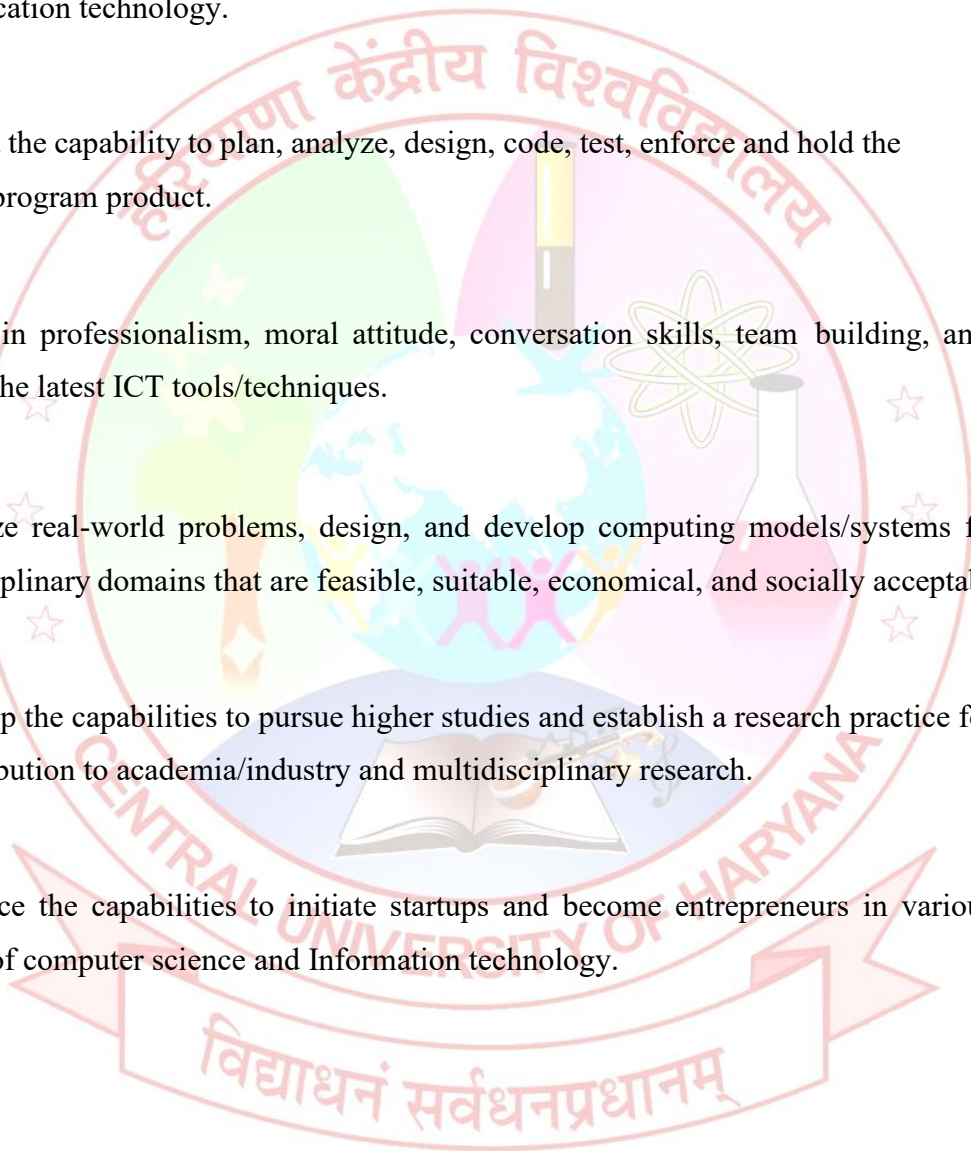 cation technology.
the capability to plan, analyze, design, code, test, enforce and hold the
program product.
in professionalism, moral attitude, conversation skills, team building, an
he latest ICT tools/techniques.
ze real-world problems, design, and develop computing models/systems f
plinary domains that are feasible, suitable, economical, and socially acceptab
p the capabilities to pursue higher studies and establish a research practice fo
bution to academia/industry and multidisciplinary research.
ce the capabilities to initiate startups and become entrepreneurs in variou
of computer science and Information technology.
हरियाणा केंद्रीय विश्वविद्यालय
CENTRAL UNIVERSITY OF HARYANA
विद्याधनं सर्वधनप्रधानम्